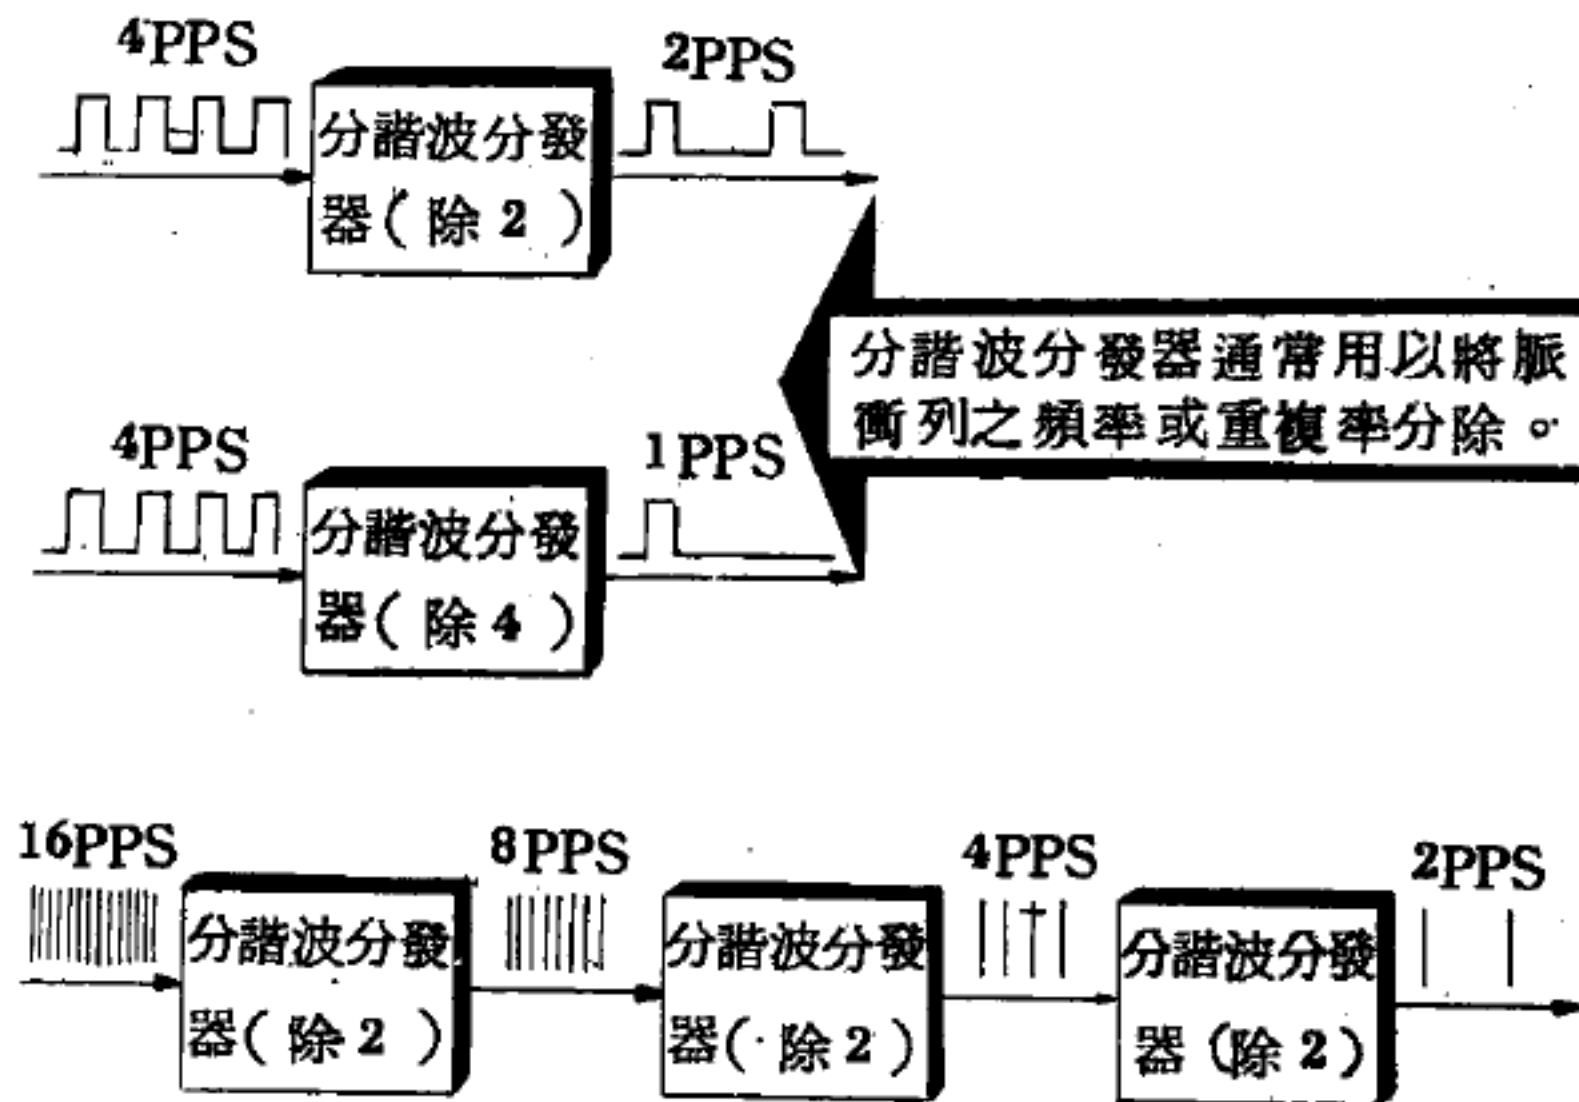 4PPS
分諧波分發
器(除2)
2PPS
分諧波分發器通常用以將脈
衝列之頻率或重複率分除。
4PPS
分諧波分發
器(除4)
1PPS
16PPS
分諧波分發
器(除2)
8PPS
分諧波分發
器(除2)
4PPS
分諧波分發
器(除2)
2PPS